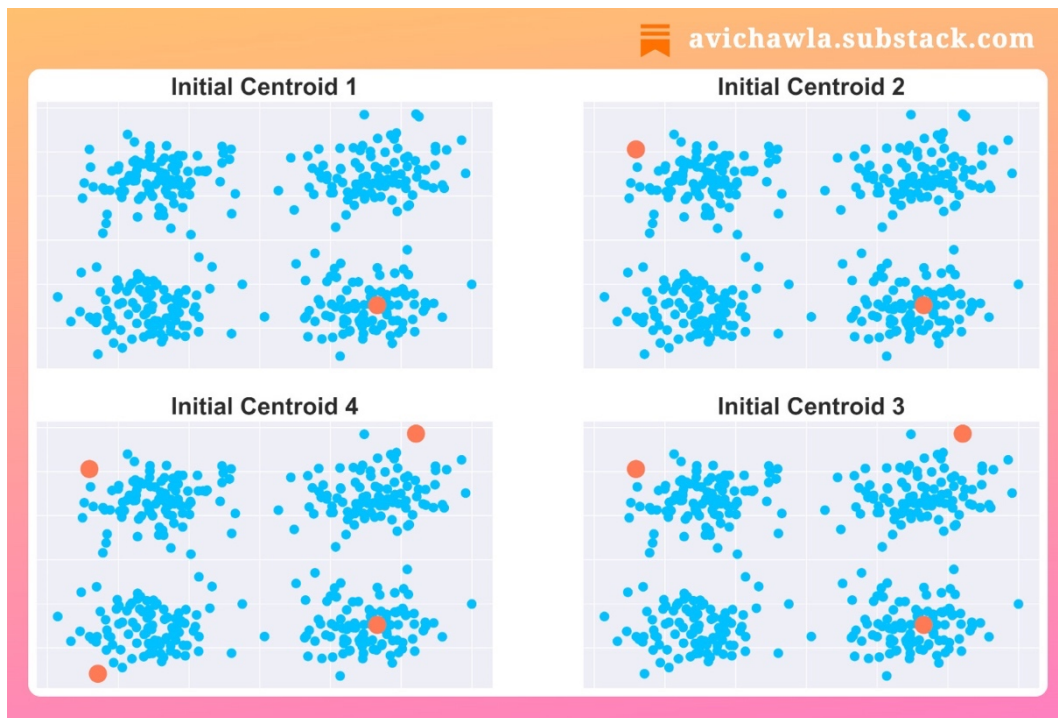 avichawla.substack.com
Initial Centroid 1
Initial Centroid 2
Initial Centroid 4
Initial Centroid 3